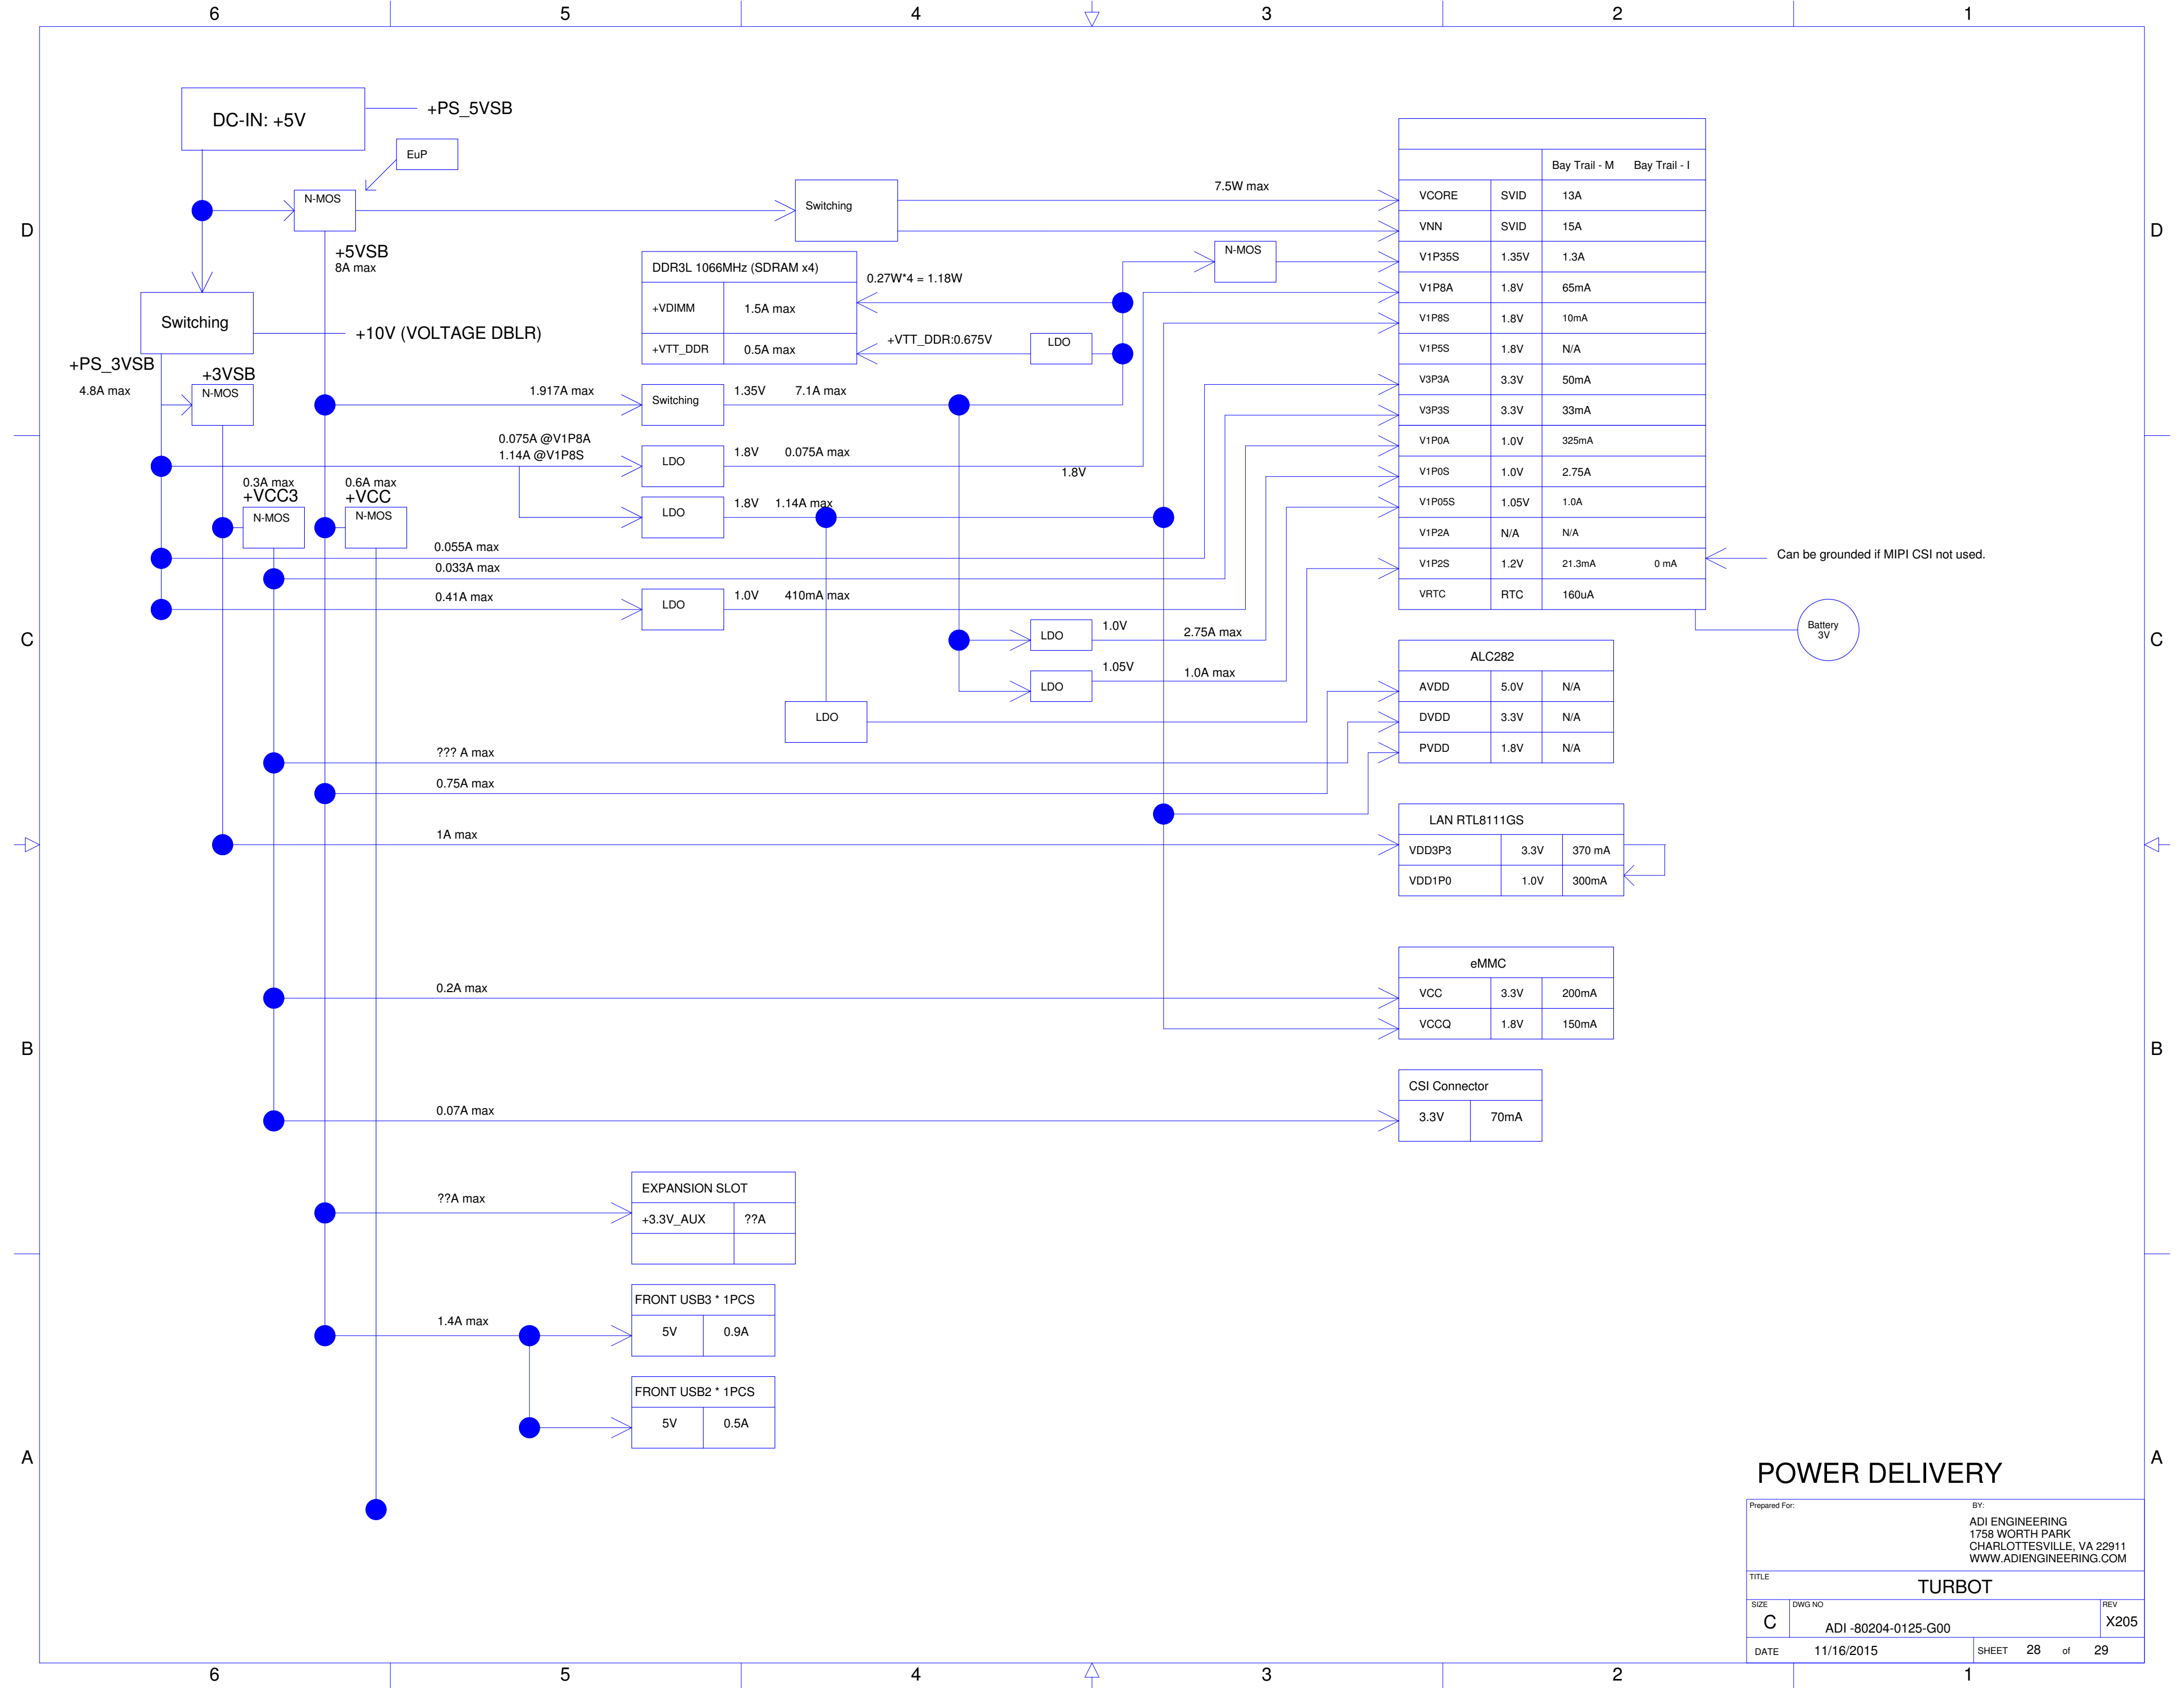 6 5 4 3 2 1
DC-IN: +5V
+PS_5VSB
EuP
N-MOS
+5VSB
8A max
Switching
+10V (VOLTAGE DBLR)
+PS_3VSB
4.8A max
+3VSB
N-MOS
Switching
7.5W max
DDR3L 1066MHz (SDRAM x4)
+VDIMM 1.5A max
+VTT_DDR 0.5A max
0.27W*4 = 1.18W
+VTT_DDR:0.675V
LDO
N-MOS
1.917A max
Switching
1.35V 7.1A max
0.075A @V1P8A
1.14A @V1P8S
LDO
1.8V 0.075A max
1.8V
LDO
1.8V 1.14A max
0.3A max
+VCC3
N-MOS
0.6A max
+VCC
N-MOS
0.055A max
0.033A max
0.41A max
LDO
1.0V 410mA max
LDO
1.0V
2.75A max
LDO
1.05V
1.0A max
LDO
??? A max
0.75A max
1A max
0.2A max
0.07A max
??A max
1.4A max
Bay Trail - M Bay Trail - I
VCORE SVID 13A
VNN SVID 15A
V1P35S 1.35V 1.3A
V1P8A 1.8V 65mA
V1P8S 1.8V 10mA
V1P5S 1.8V N/A
V3P3A 3.3V 50mA
V3P3S 3.3V 33mA
V1P0A 1.0V 325mA
V1P0S 1.0V 2.75A
V1P05S 1.05V 1.0A
V1P2A N/A N/A
V1P2S 1.2V 21.3mA 0 mA
VRTC RTC 160uA
Can be grounded if MIPI CSI not used.
Battery
3V
ALC282
AVDD 5.0V N/A
DVDD 3.3V N/A
PVDD 1.8V N/A
LAN RTL8111GS
VDD3P3 3.3V 370 mA
VDD1P0 1.0V 300mA
eMMC
VCC 3.3V 200mA
VCCQ 1.8V 150mA
CSI Connector
3.3V 70mA
EXPANSION SLOT
+3.3V_AUX ??A
FRONT USB3 * 1PCS
5V 0.9A
FRONT USB2 * 1PCS
5V 0.5A
D D
C C
B B
A A
POWER DELIVERY
Prepared For: BY:
ADI ENGINEERING
1758 WORTH PARK
CHARLOTTESVILLE, VA 22911
WWW.ADIENGINEERING.COM
TITLE
TURBOT
SIZE DWG NO REV
C ADI -80204-0125-G00 X205
DATE 11/16/2015 SHEET 28 of 29
6 5 4 3 2 1